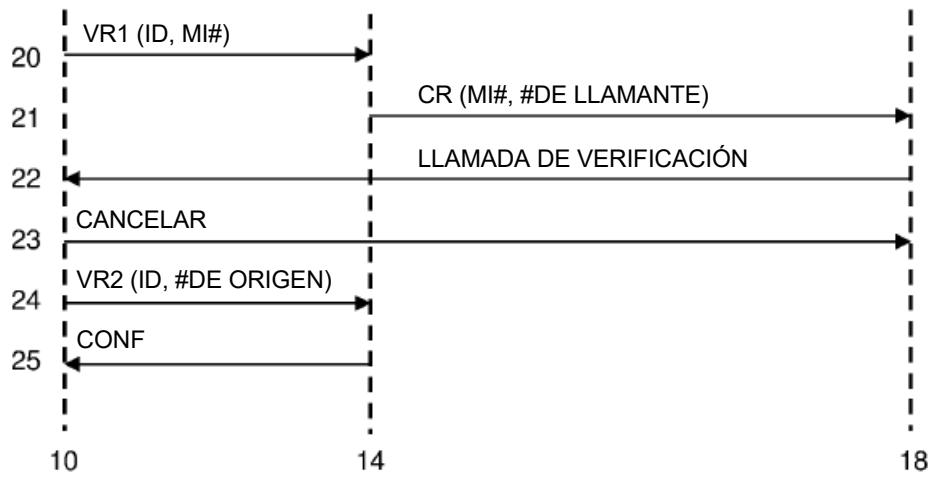 VR1 (ID, MI#)
20
CR (MI#, #DE LLAMANTE)
21
LLAMADA DE VERIFICACIÓN
22
CANCELAR
23
VR2 (ID, #DE ORIGEN)
24
CONF
25
10 14 18